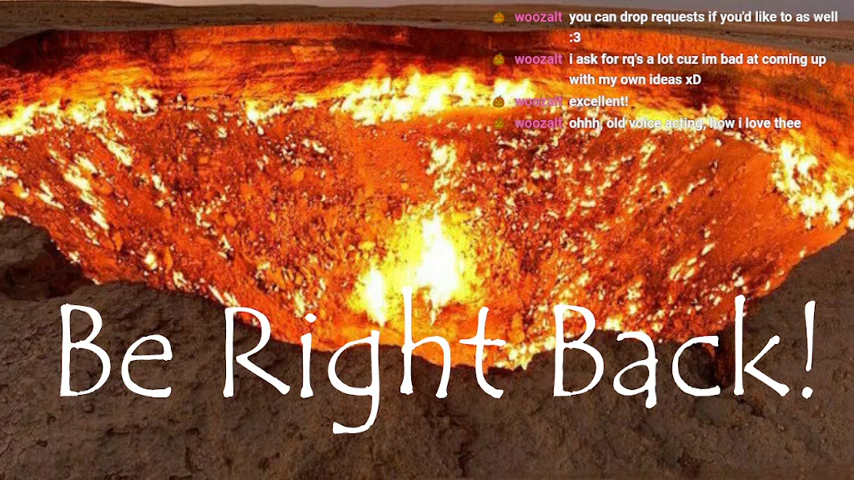 woozalt you can drop requests if you'd like to as well
:3
woozalt i ask for rq's a lot cuz im bad at coming up
with my own ideas xD
woozalt excellent!
woozalt ohhh, old voice acting, how i love thee
Be Right Back!